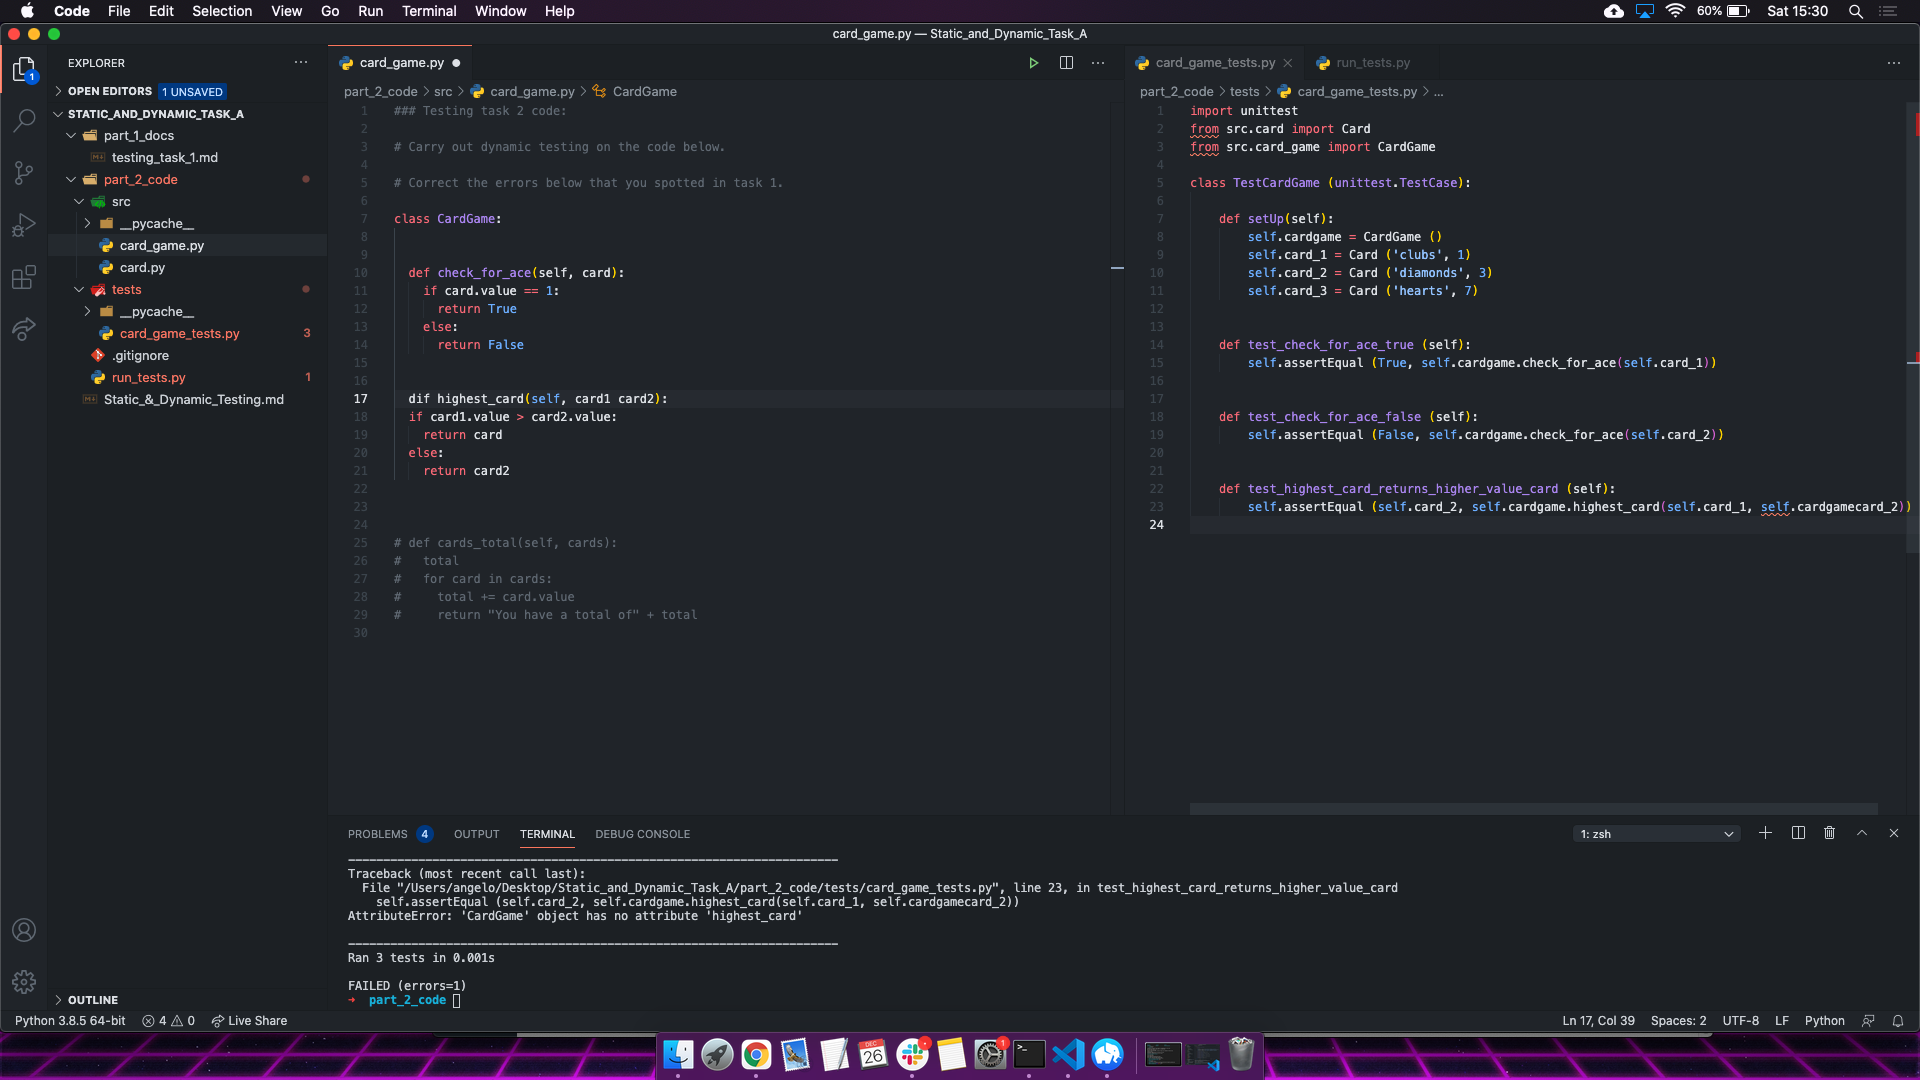 Code File Edit Selection View Go Run Terminal Window Help 60% Sat 15:30
card_game.py — Static_and_Dynamic_Task_A
EXPLORER
OPEN EDITORS 1 UNSAVED
STATIC_AND_DYNAMIC_TASK_A
part_1_docs
testing_task_1.md
part_2_code
src
__pycache__
card_game.py
card.py
tests
__pycache__
card_game_tests.py 3
.gitignore
run_tests.py 1
Static_&_Dynamic_Testing.md
OUTLINE
1
card_game.py
part_2_code > src > card_game.py > CardGame
1 ### Testing task 2 code:
2
3 # Carry out dynamic testing on the code below.
4
5 # Correct the errors below that you spotted in task 1.
6
7 class CardGame:
8
9
10 def check_for_ace(self, card):
11 if card.value == 1:
12 return True
13 else:
14 return False
15
16
17 dif highest_card(self, card1 card2):
18 if card1.value > card2.value:
19 return card
20 else:
21 return card2
22
23
24
25 # def cards_total(self, cards):
26 # total
27 # for card in cards:
28 # total += card.value
29 # return "You have a total of" + total
30
card_game_tests.py run_tests.py
part_2_code > tests > card_game_tests.py > ...
1 import unittest
2 from src.card import Card
3 from src.card_game import CardGame
4
5 class TestCardGame (unittest.TestCase):
6
7 def setUp(self):
8 self.cardgame = CardGame ()
9 self.card_1 = Card ('clubs', 1)
10 self.card_2 = Card ('diamonds', 3)
11 self.card_3 = Card ('hearts', 7)
12
13
14 def test_check_for_ace_true (self):
15 self.assertEqual (True, self.cardgame.check_for_ace(self.card_1))
16
17
18 def test_check_for_ace_false (self):
19 self.assertEqual (False, self.cardgame.check_for_ace(self.card_2))
20
21
22 def test_highest_card_returns_higher_value_card (self):
23 self.assertEqual (self.card_2, self.cardgame.highest_card(self.card_1, self.cardgamecard_2))
24
PROBLEMS 4 OUTPUT TERMINAL DEBUG CONSOLE 1: zsh
----------------------------------------------------------------------
Traceback (most recent call last):
File "/Users/angelo/Desktop/Static_and_Dynamic_Task_A/part_2_code/tests/card_game_tests.py", line 23, in test_highest_card_returns_higher_value_card
self.assertEqual (self.card_2, self.cardgame.highest_card(self.card_1, self.cardgamecard_2))
AttributeError: 'CardGame' object has no attribute 'highest_card'
----------------------------------------------------------------------
Ran 3 tests in 0.001s
FAILED (errors=1)
➜ part_2_code
Python 3.8.5 64-bit 4 0 Live Share Ln 17, Col 39 Spaces: 2 UTF-8 LF Python
DEC
26
1